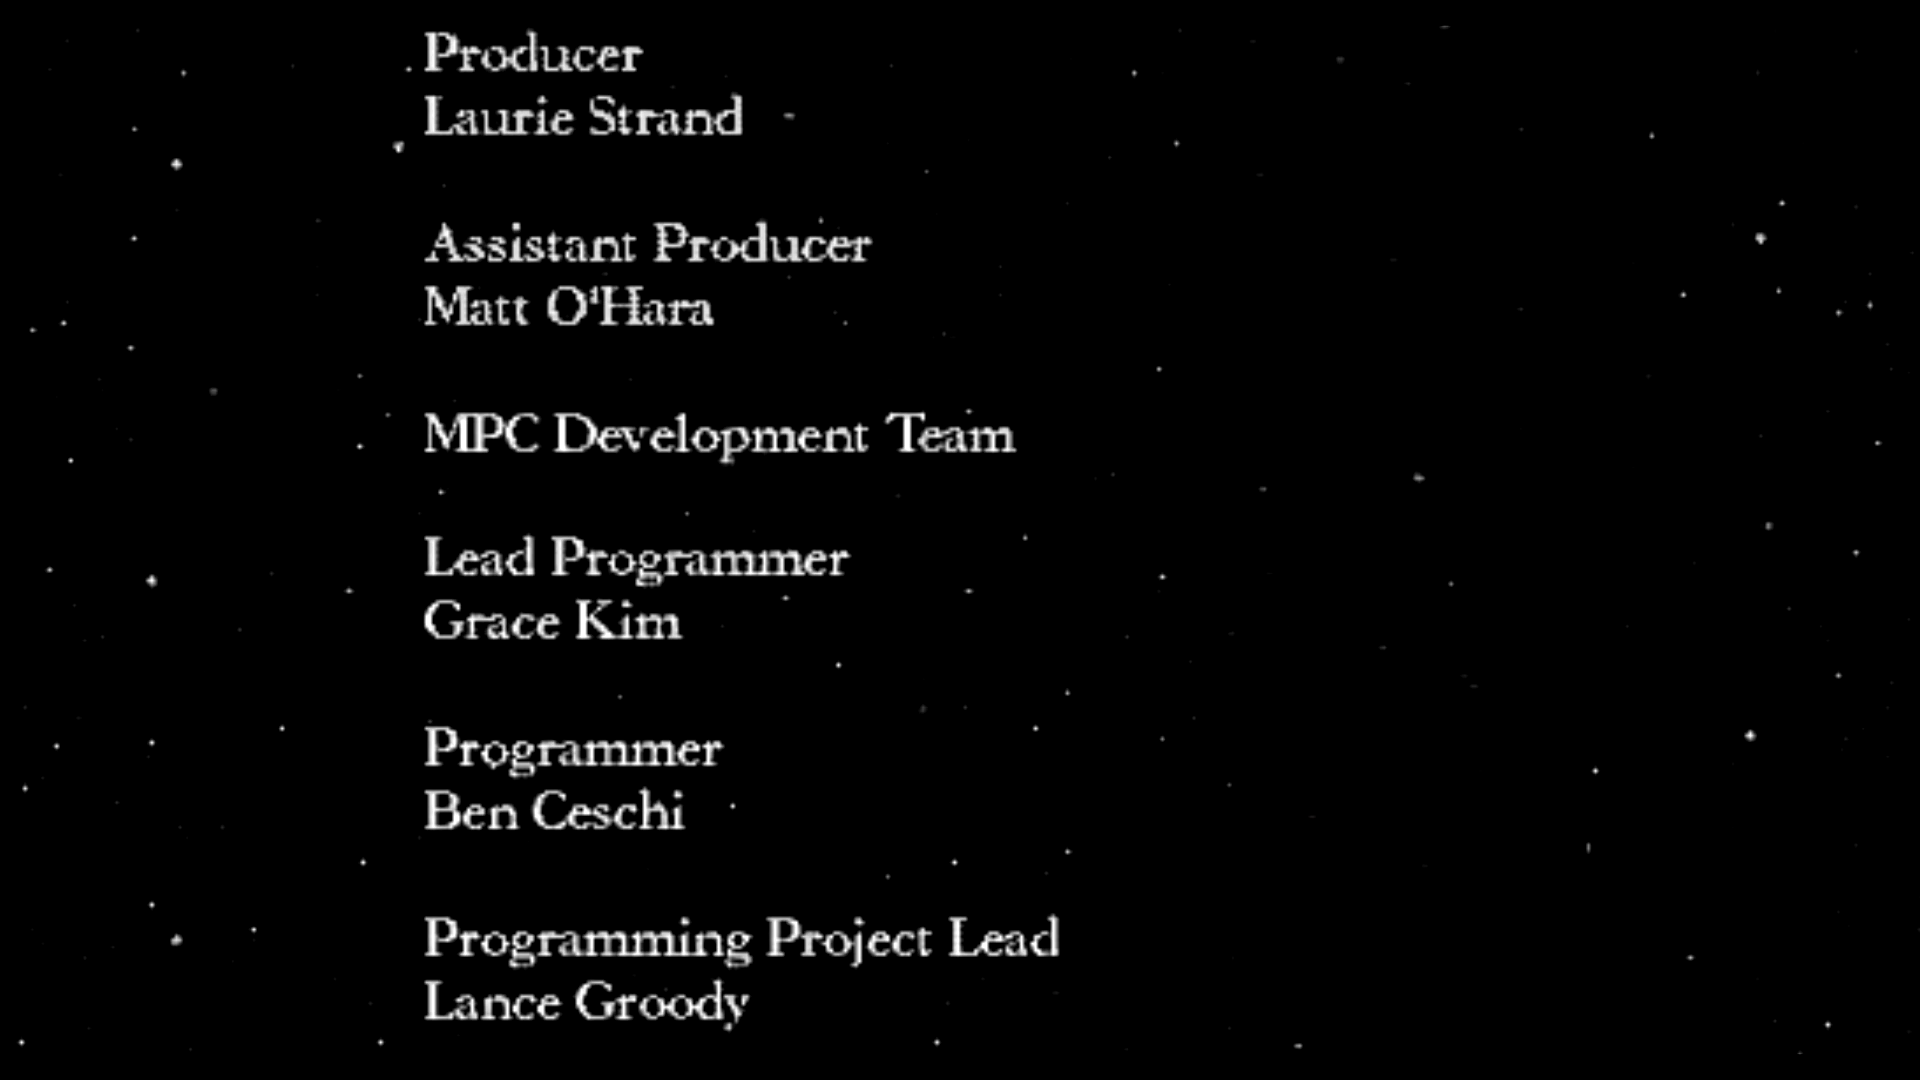 Producer
Laurie Strand
Assistant Producer
Matt O'Hara
MPC Development Team
Lead Programmer
Grace Kim
Programmer
Ben Ceschi
Programming Project Lead
Lance Groody